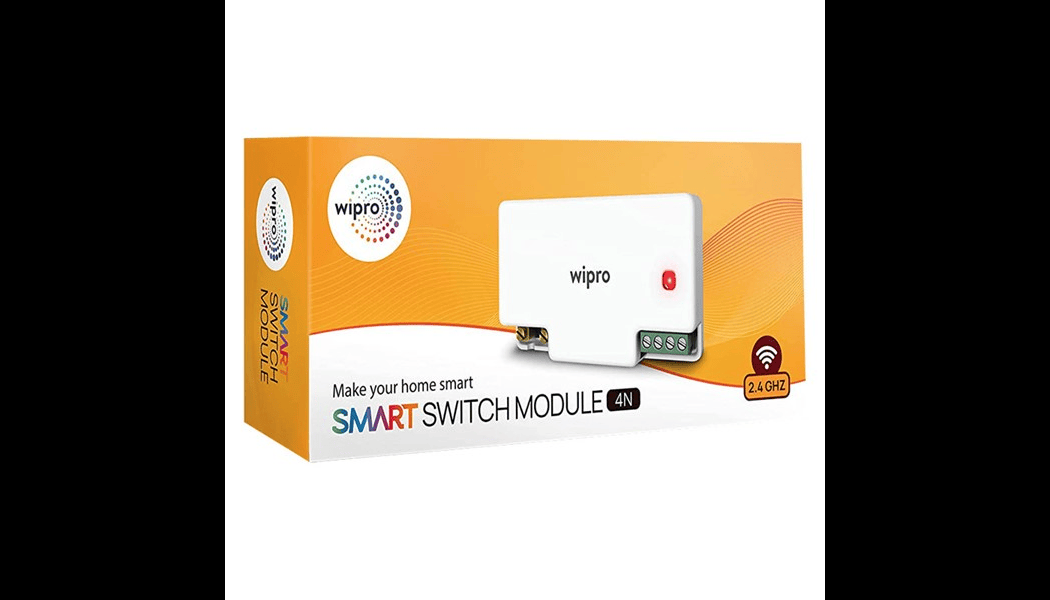 wipro
SMART
SWITCH
MODULE
wipro
wipro
2.4 GHZ
Make your home smart
SMART SWITCH MODULE 4N